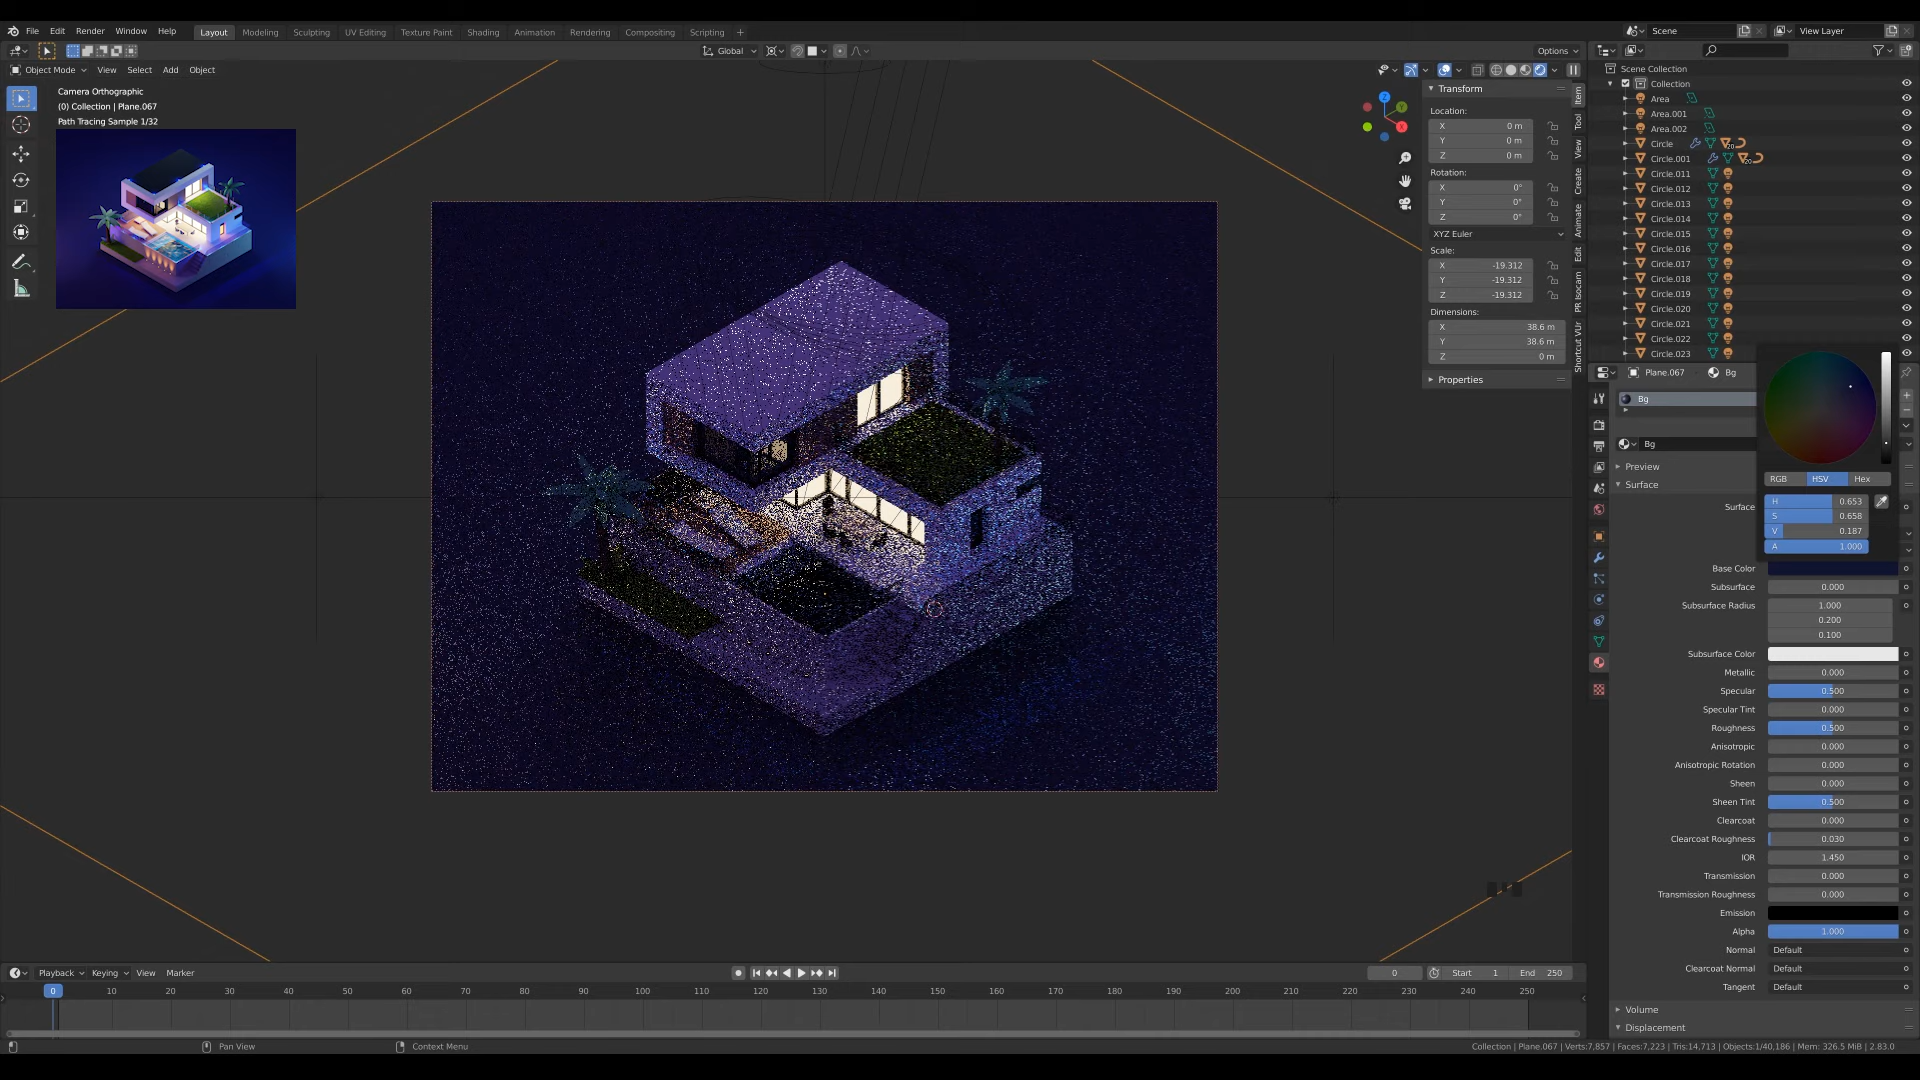 File Edit Render Window Help Layout Modeling Sculpting UV Editing Texture Paint Shading Animation Rendering Compositing Scripting + Scene View Layer
Global Options
Object Mode View Select Add Object
Camera Orthographic
(0) Collection | Plane.067
Path Tracing Sample 1/32
Z
Y
X
Transform
Location:
X 0 m
Y 0 m
Z 0 m
Rotation:
X 0°
Y 0°
Z 0°
XYZ Euler
Scale:
X -19.312
Y -19.312
Z -19.312
Dimensions:
X 38.6 m
Y 38.6 m
Z 0 m
Properties
Item
Tool
View
Create
Animate
Edit
PR Isocam
Shortcut VUr
Scene Collection
Collection
Area
Area.001
Area.002
Circle 20
Circle.001 20
Circle.011
Circle.012
Circle.013
Circle.014
Circle.015
Circle.016
Circle.017
Circle.018
Circle.019
Circle.020
Circle.021
Circle.022
Circle.023
Plane.067 Bg
Bg
Bg
Preview
Surface
RGB HSV Hex
H 0.653
S 0.658
V 0.187
A 1.000
Surface
Base Color
Subsurface 0.000
Subsurface Radius 1.000
0.200
0.100
Subsurface Color
Metallic 0.000
Specular 0.500
Specular Tint 0.000
Roughness 0.500
Anisotropic 0.000
Anisotropic Rotation 0.000
Sheen 0.000
Sheen Tint 0.500
Clearcoat 0.000
Clearcoat Roughness 0.030
IOR 1.450
Transmission 0.000
Transmission Roughness 0.000
Emission
Alpha 1.000
Normal Default
Clearcoat Normal Default
Tangent Default
Volume
Displacement
Playback Keying View Marker 0 Start 1 End 250
0 10 20 30 40 50 60 70 80 90 100 110 120 130 140 150 160 170 180 190 200 210 220 230 240 250
Pan View Context Menu
Collection | Plane.067 | Verts:7,857 | Faces:7,223 | Tris:14,713 | Objects:1/40,186 | Mem: 326.5 MiB | 2.83.0